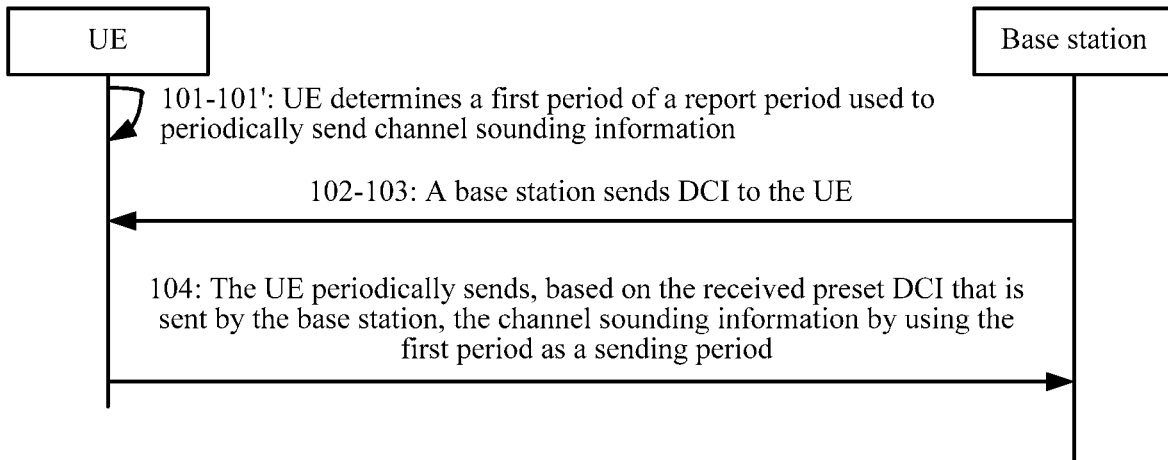 UE
Base station
101-101': UE determines a first period of a report period used to
periodically send channel sounding information
102-103: A base station sends DCI to the UE
104: The UE periodically sends, based on the received preset DCI that is
sent by the base station, the channel sounding information by using the
first period as a sending period